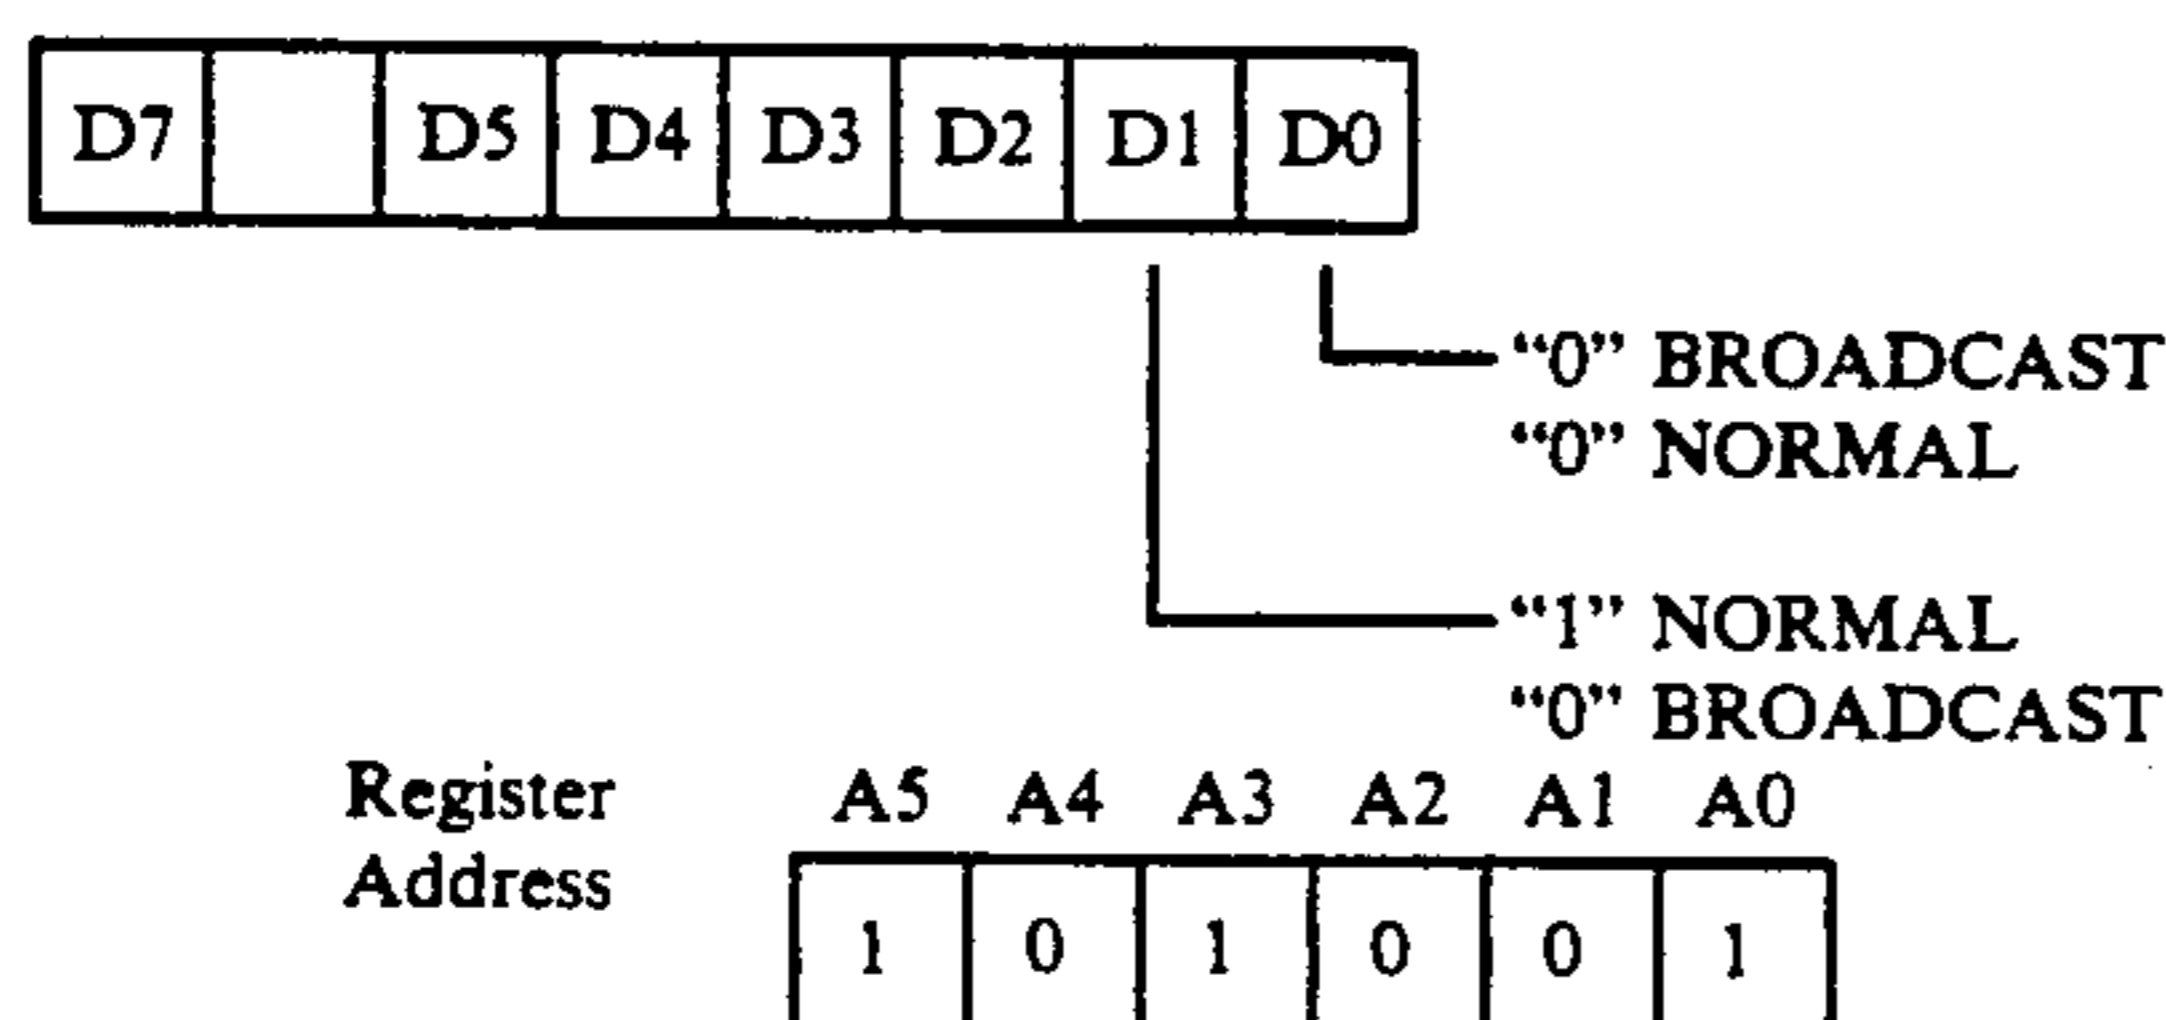 D7 D5 D4 D3 D2 D1 D0
“0” BROADCAST
“0” NORMAL
“1” NORMAL
“0” BROADCAST
Register A5 A4 A3 A2 A1 A0
Address
1 0 1 0 0 1